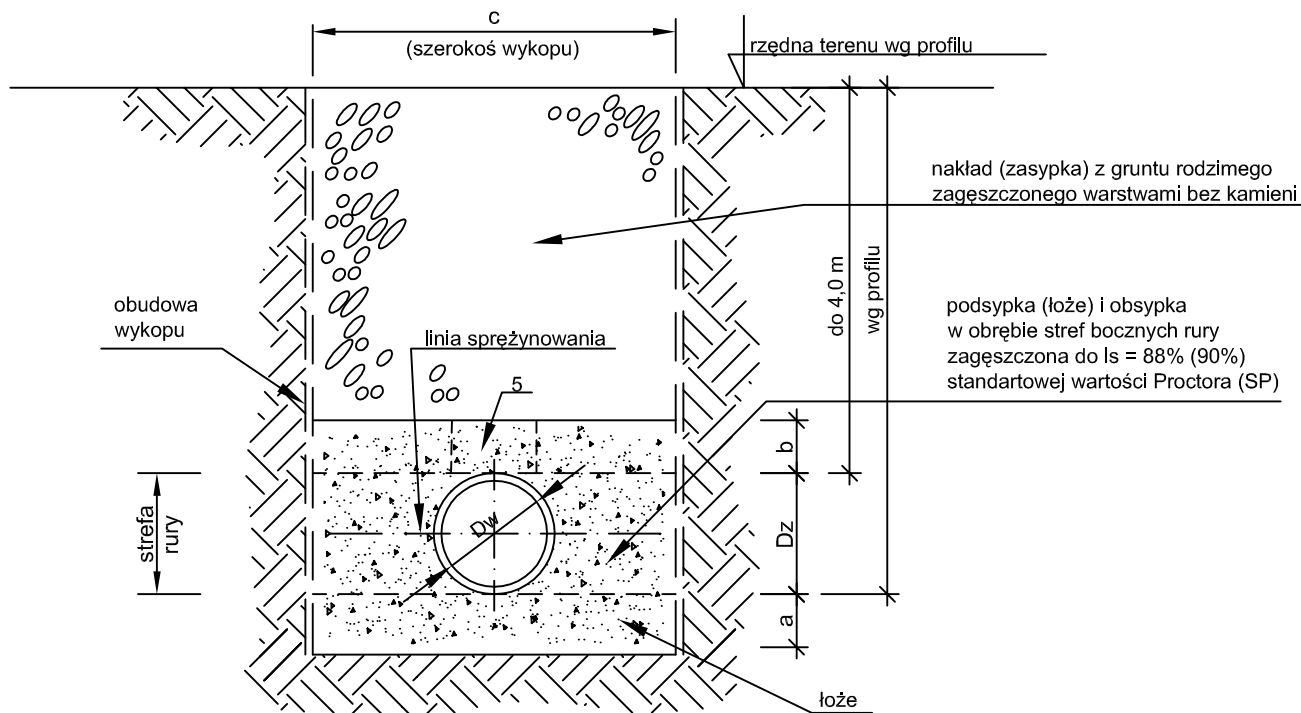 c
(szerokoś wykopu)
rzędna terenu wg profilu
nakład (zasypka) z gruntu rodzimego
zagęszczonego warstwami bez kamieni
do 4,0 m
wg profilu
obudowa
wykopu
linia sprężynowania
5
podsypka (łoże) i obsypka
w obrębie stref bocznych rury
zagęszczona do Is = 88% (90%)
standartowej wartości Proctora (SP)
b
strefa
rury
Dw
Dz
a
łoże